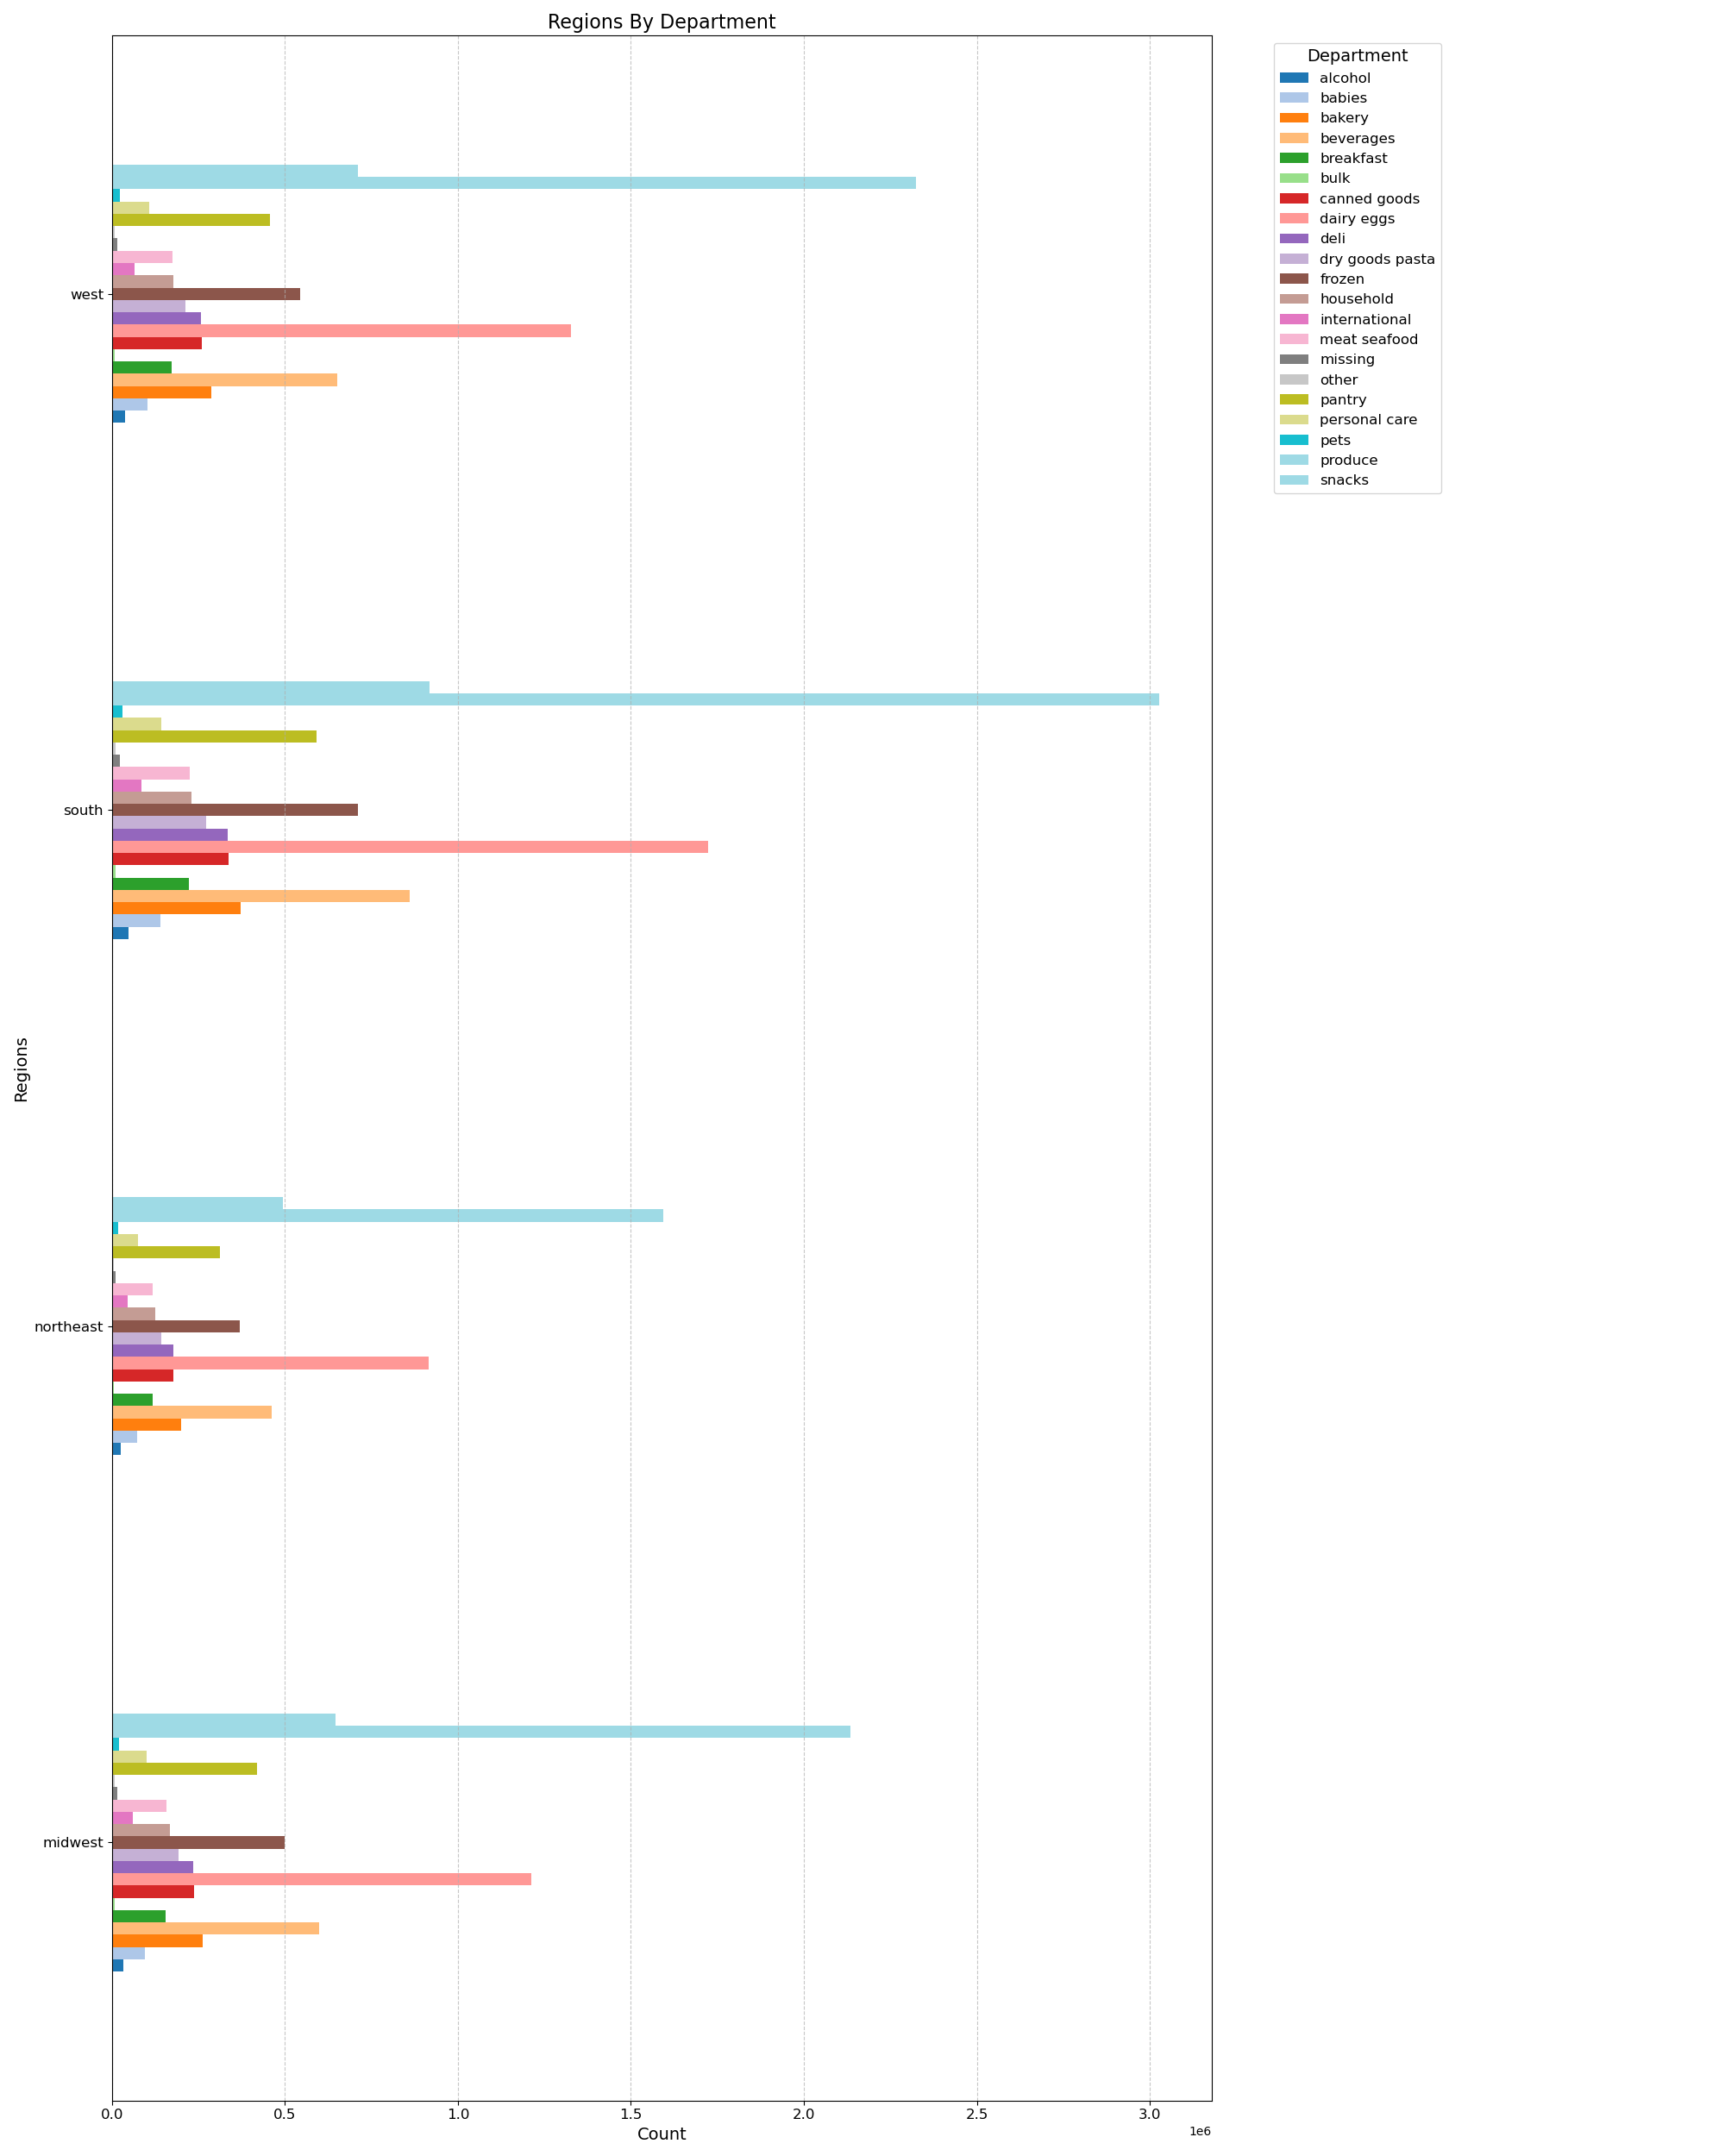 Regions By Department
Department
alcohol
babies
bakery
beverages
breakfast
bulk
canned goods
dairy eggs
deli
dry goods pasta
frozen
household
international
meat seafood
missing
other
pantry
personal care
pets
produce
snacks
west
south
Regions
northeast
midwest
0.0 0.5 1.0 1.5 2.0 2.5 3.0
Count
1e6